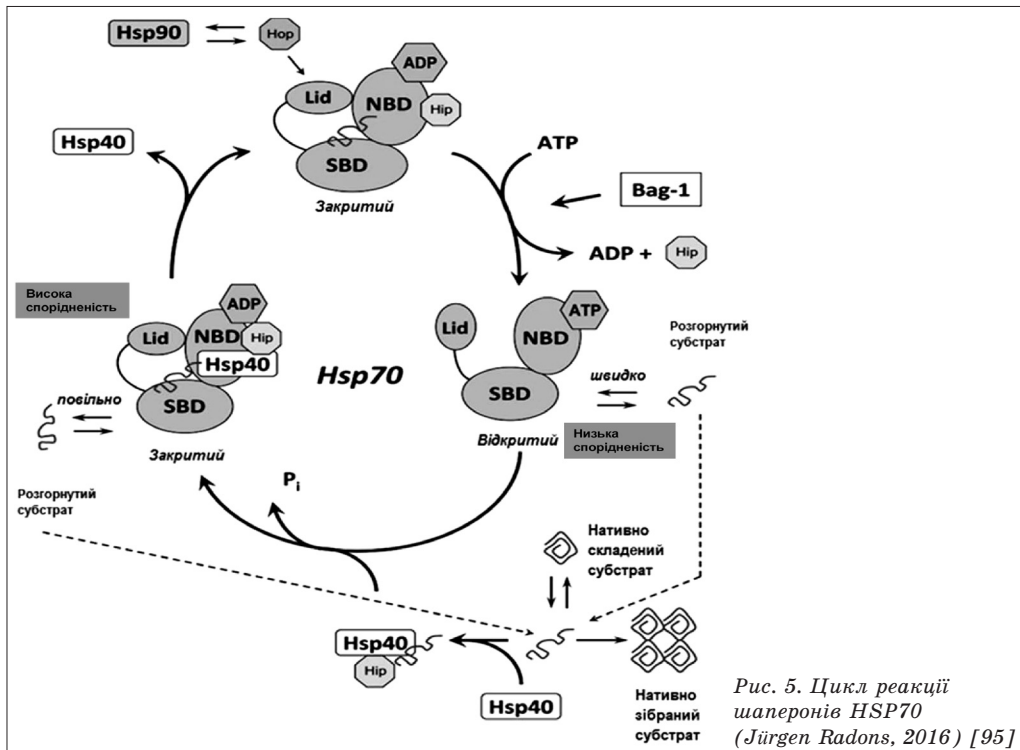 Hsp90
Hop
ADP
Lid
NBD
Hip
SBD
Закритий
Hsp40
ATP
Bag-1
ADP + Hip
Висока
спорідненість
ADP
Lid
NBD
Hip
Hsp40
SBD
повільно
Закритий
Розгорнутий
субстрат
Hsp70
ATP
Lid
NBD
SBD
Відкритий
швидко
Розгорнутий
субстрат
Низька
спорідненість
Pi
Нативно
складений
субстрат
Hsp40
Hip
Hsp40
Нативно
зібраний
субстрат
Рис. 5. Цикл реакції
шаперонів HSP70
(Jürgen Radons, 2016) [95]